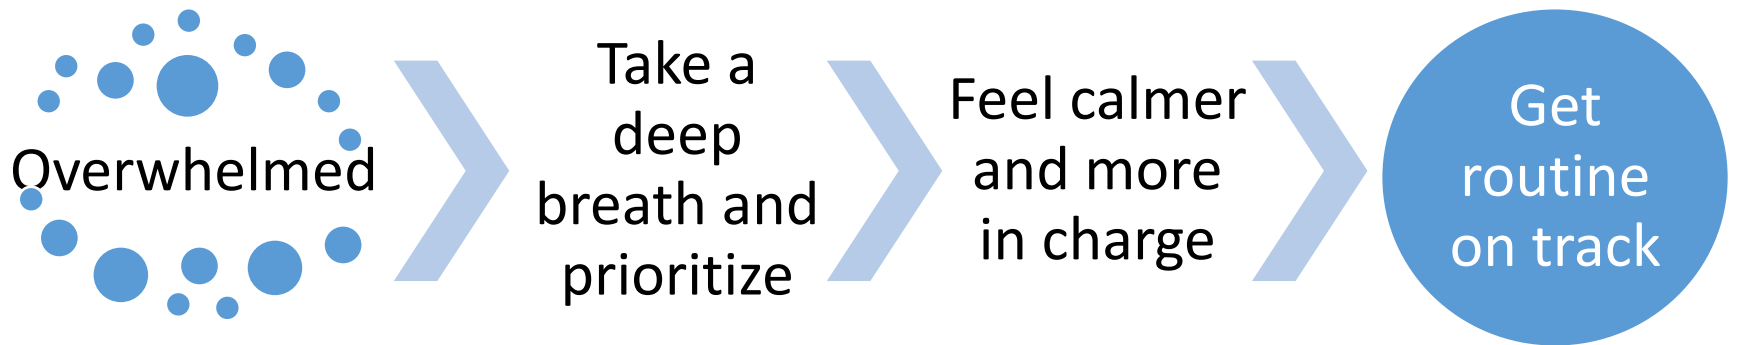 Overwhelmed
Take a
deep
breath and
prioritize
Feel calmer
and more
in charge
Get
routine
on track